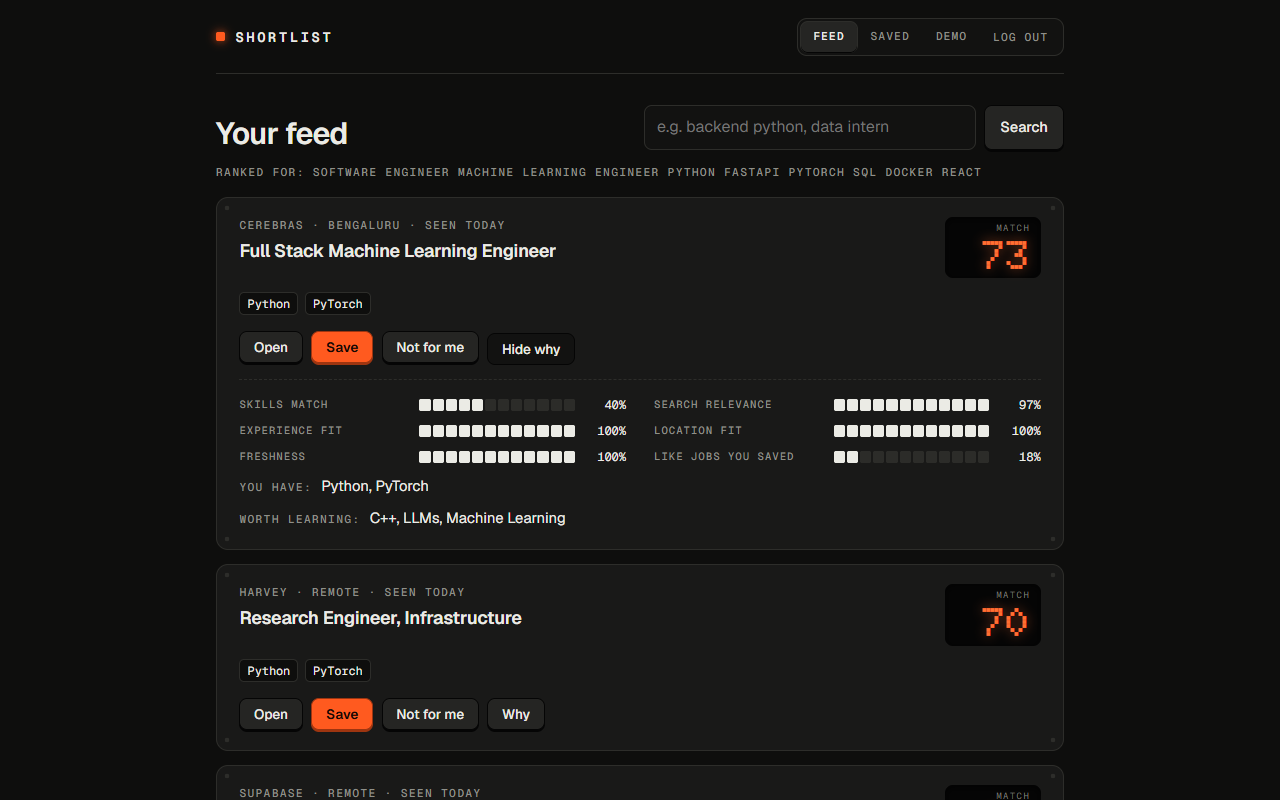 SHORTLIST
FEED SAVED DEMO LOG OUT
Your feed
e.g. backend python, data intern
Search
RANKED FOR: SOFTWARE ENGINEER MACHINE LEARNING ENGINEER PYTHON FASTAPI PYTORCH SQL DOCKER REACT
CEREBRAS · BENGALURU · SEEN TODAY
Full Stack Machine Learning Engineer
MATCH
73
Python PyTorch
Open Save Not for me Hide why
SKILLS MATCH 40% SEARCH RELEVANCE 97%
EXPERIENCE FIT 100% LOCATION FIT 100%
FRESHNESS 100% LIKE JOBS YOU SAVED 18%
YOU HAVE: Python, PyTorch
WORTH LEARNING: C++, LLMs, Machine Learning
HARVEY · REMOTE · SEEN TODAY
Research Engineer, Infrastructure
MATCH
70
Python PyTorch
Open Save Not for me Why
SUPABASE · REMOTE · SEEN TODAY
MATCH